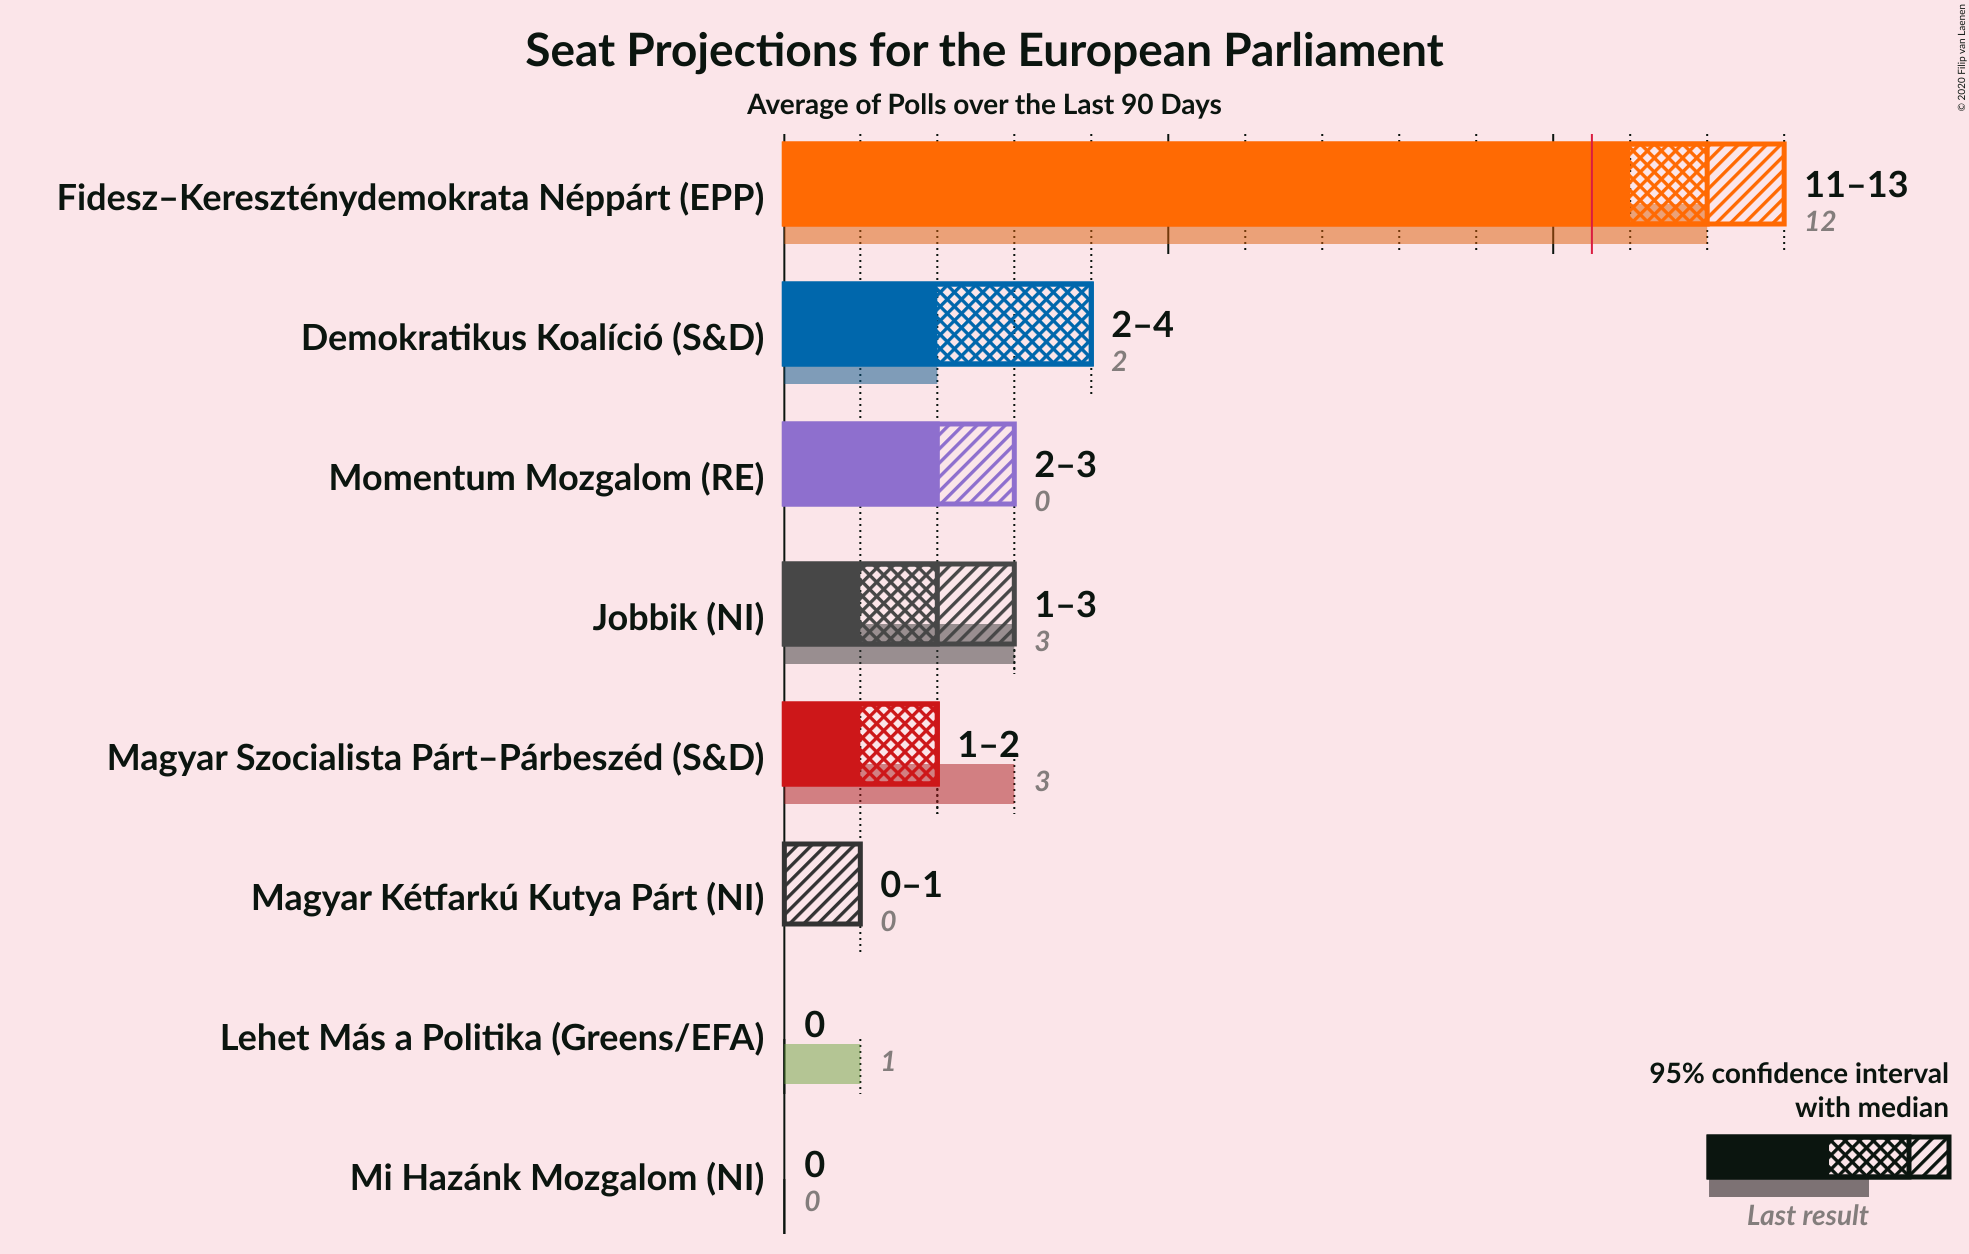 Seat Projections for the European Parliament
Average of Polls over the Last 90 Days
© 2020 Filip van Laenen
Fidesz–Kereszténydemokrata Néppárt (EPP)
11–13
12
Demokratikus Koalíció (S&D)
2–4
2
Momentum Mozgalom (RE)
2–3
0
Jobbik (NI)
1–3
3
Magyar Szocialista Párt–Párbeszéd (S&D)
1–2
3
Magyar Kétfarkú Kutya Párt (NI)
0–1
0
Lehet Más a Politika (Greens/EFA)
0
1
Mi Hazánk Mozgalom (NI)
0
0
95% confidence interval
with median
Last result